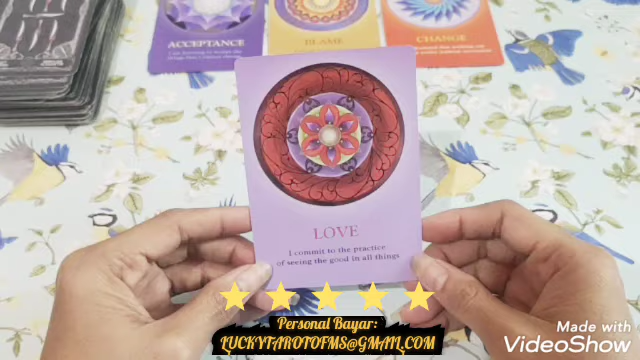 ACCEPTANCE
BLAME
CHANGE
LOVE
I commit to the practice
of seeing the good in all things
Personal Bayar:
LUCKYTAROTOFMS@GMAIL.COM
Made with
VideoShow